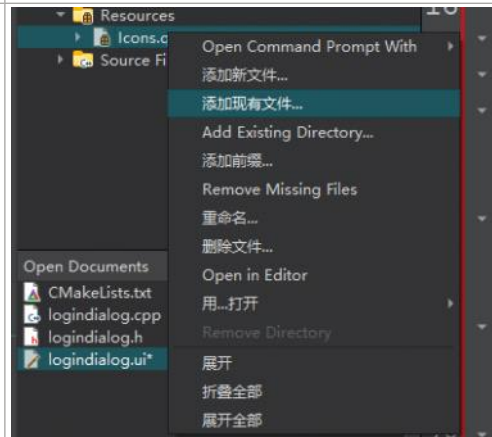 Resources
Icons.q
Source Fi
Open Command Prompt With
添加新文件...
添加现有文件...
Add Existing Directory...
添加前缀...
Remove Missing Files
重命名...
删除文件...
Open in Editor
用...打开
Remove Directory
展开
折叠全部
展开全部
Open Documents
CMakeLists.txt
logindialog.cpp
logindialog.h
logindialog.ui*